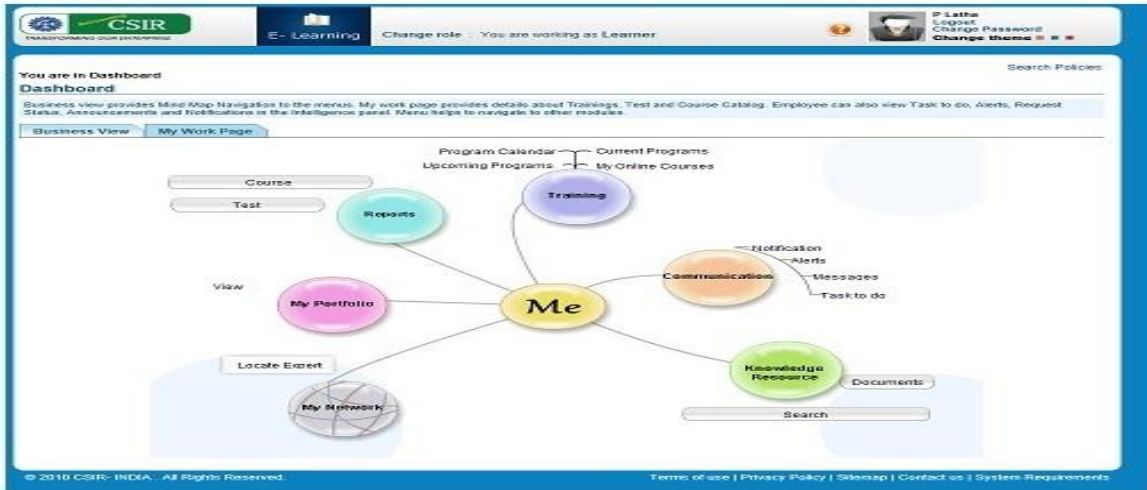 CSIR
TRANSFORMING OUR ENTERPRISE
E- Learning
Change role : You are working as Learner
P Latha
Logout
Change Password
Change theme
Search Policies
You are in Dashboard
Dashboard
Business view provides Mind Map Navigation to the menus. My work page provides details about Trainings, Test and Course Catalog. Employee can also view Task to do, Alerts, Request
Status, Announcements and Notifications in the Intelligence panel. Menu helps to navigate to other modules.
Business View
My Work Page
Program Calendar
Current Programs
Upcoming Programs
My Online Courses
Training
Course
Test
Reports
Notification
Alerts
Messages
Task to do
Communication
View
My Portfolio
Me
Locate Expert
My Network
Knowledge
Resource
Documents
Search
© 2010 CSIR- INDIA . All Rights Reserved.
Terms of use | Privacy Policy | Sitemap | Contact us | System Requirements